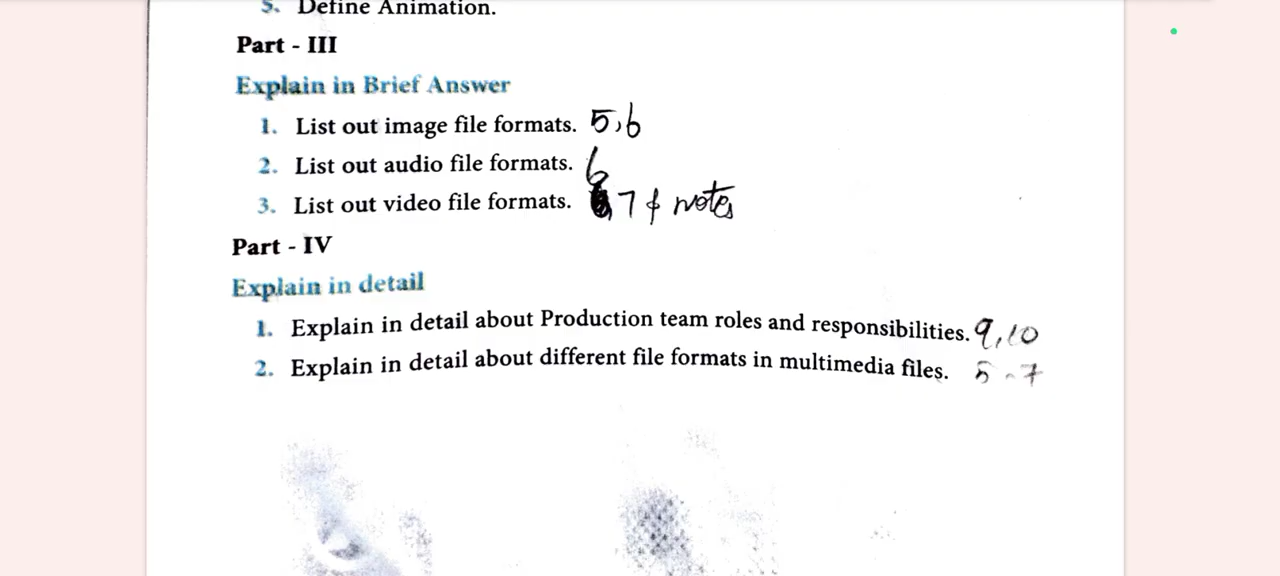 5. Define Animation.
Part - III
Explain in Brief Answer
1. List out image file formats. 5,6
2. List out audio file formats. 6
3. List out video file formats. 7 & notes
Part - IV
Explain in detail
1. Explain in detail about Production team roles and responsibilities. 9,10
2. Explain in detail about different file formats in multimedia files. 5-7